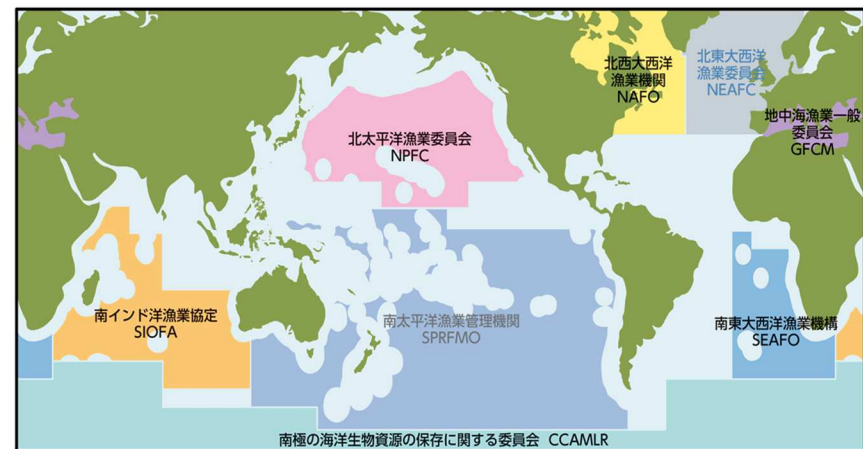 北西大西洋
漁業機関
NAFO
北東大西洋
漁業委員会
NEAFC
地中海漁業一般
委員会
GFCM
北太平洋漁業委員会
NPFC
南インド洋漁業協定
SIOFA
南太平洋漁業管理機関
SPRFMO
南東大西洋漁業機構
SEAFO
南極の海洋生物資源の保存に関する委員会 CCAMLR